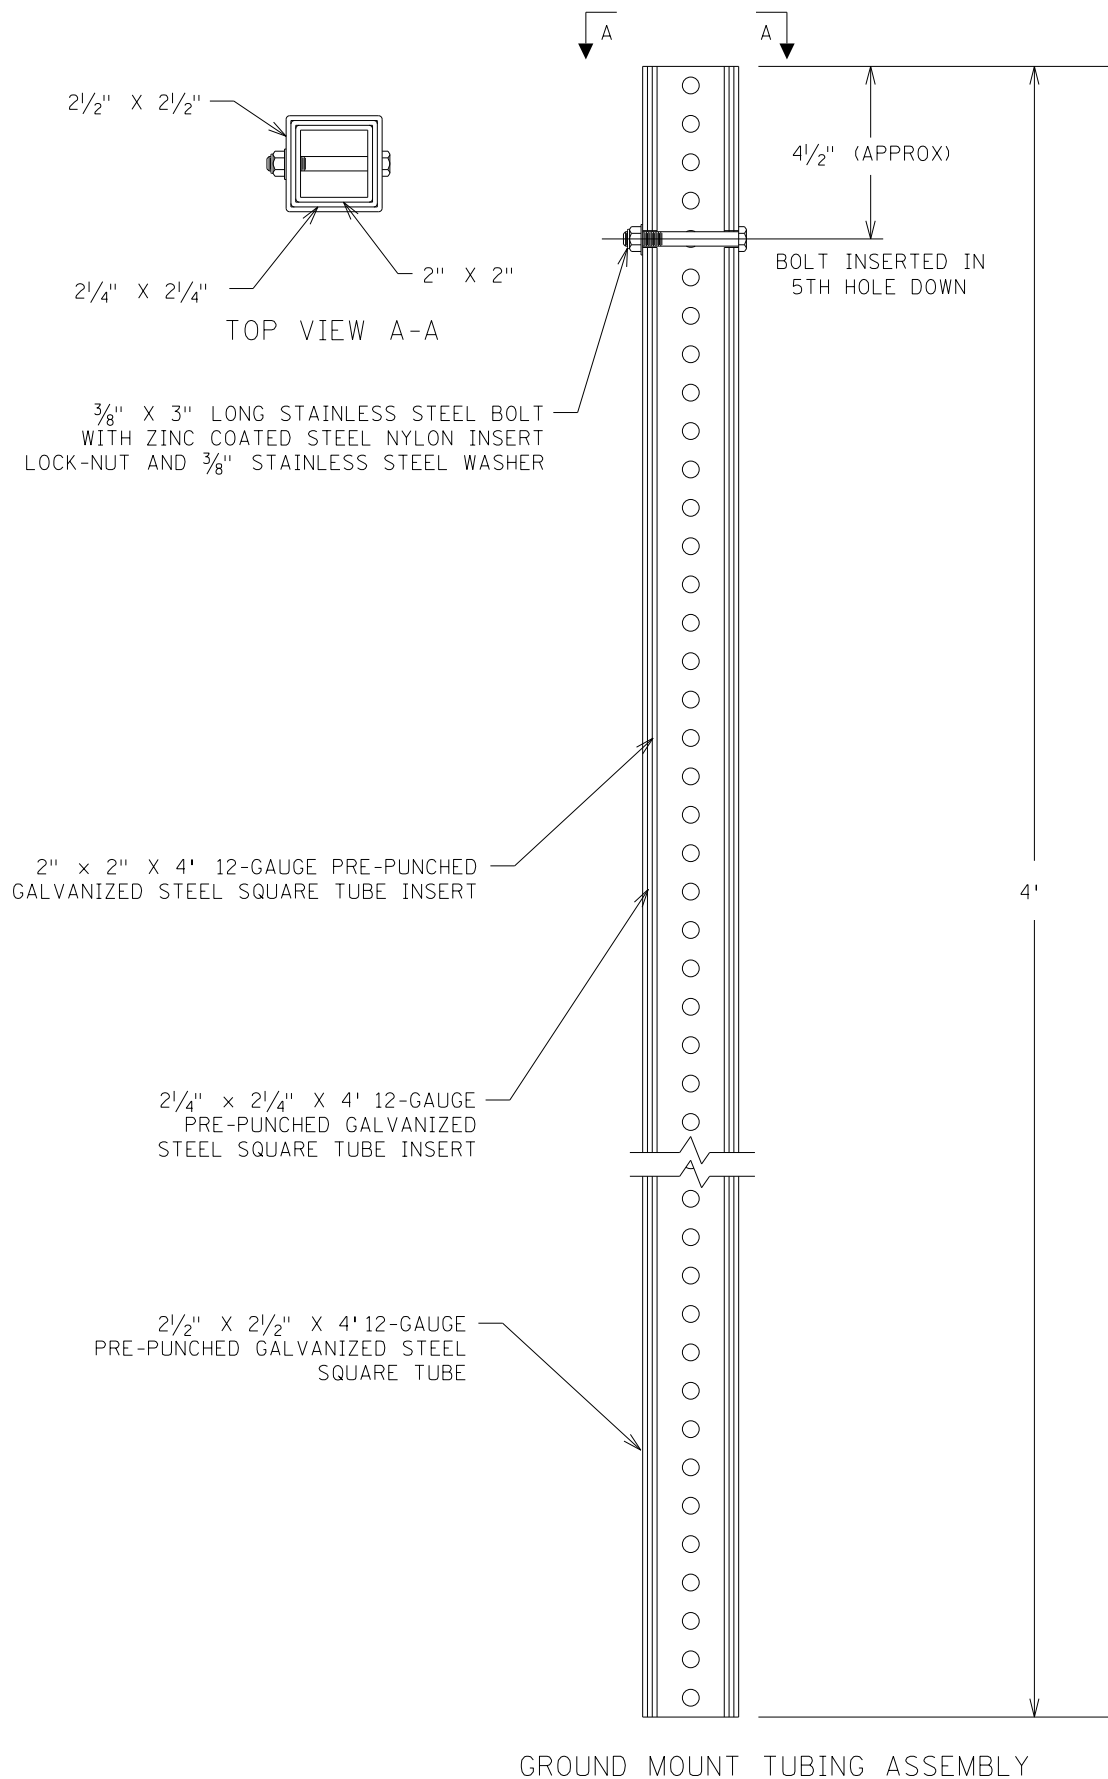 A A
2½" X 2½"
4½" (APPROX)
BOLT INSERTED IN
5TH HOLE DOWN
2" X 2"
2¼" X 2¼"
TOP VIEW A-A
⅜" X 3" LONG STAINLESS STEEL BOLT
WITH ZINC COATED STEEL NYLON INSERT
LOCK-NUT AND ⅜" STAINLESS STEEL WASHER
2" x 2" X 4' 12-GAUGE PRE-PUNCHED
GALVANIZED STEEL SQUARE TUBE INSERT
4'
2¼" x 2¼" X 4' 12-GAUGE
PRE-PUNCHED GALVANIZED
STEEL SQUARE TUBE INSERT
2½" X 2½" X 4' 12-GAUGE
PRE-PUNCHED GALVANIZED STEEL
SQUARE TUBE
GROUND MOUNT TUBING ASSEMBLY